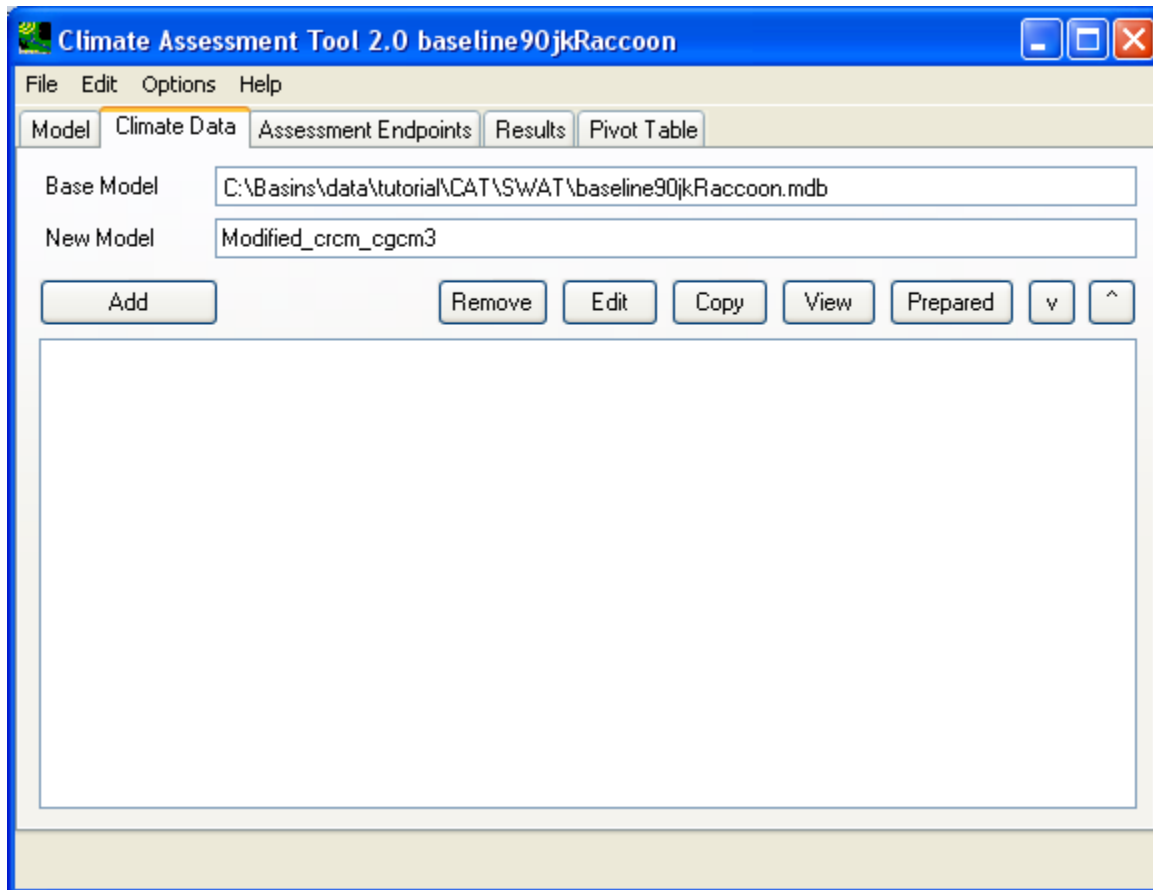 Climate Assessment Tool 2.0 baseline90jkRaccoon
File Edit Options Help
Model Climate Data Assessment Endpoints Results Pivot Table
Base Model C:\Basins\data\tutorial\CAT\SWAT\baseline90jkRaccoon.mdb
New Model Modified_crcm_cgcm3
Add Remove Edit Copy View Prepared v ^